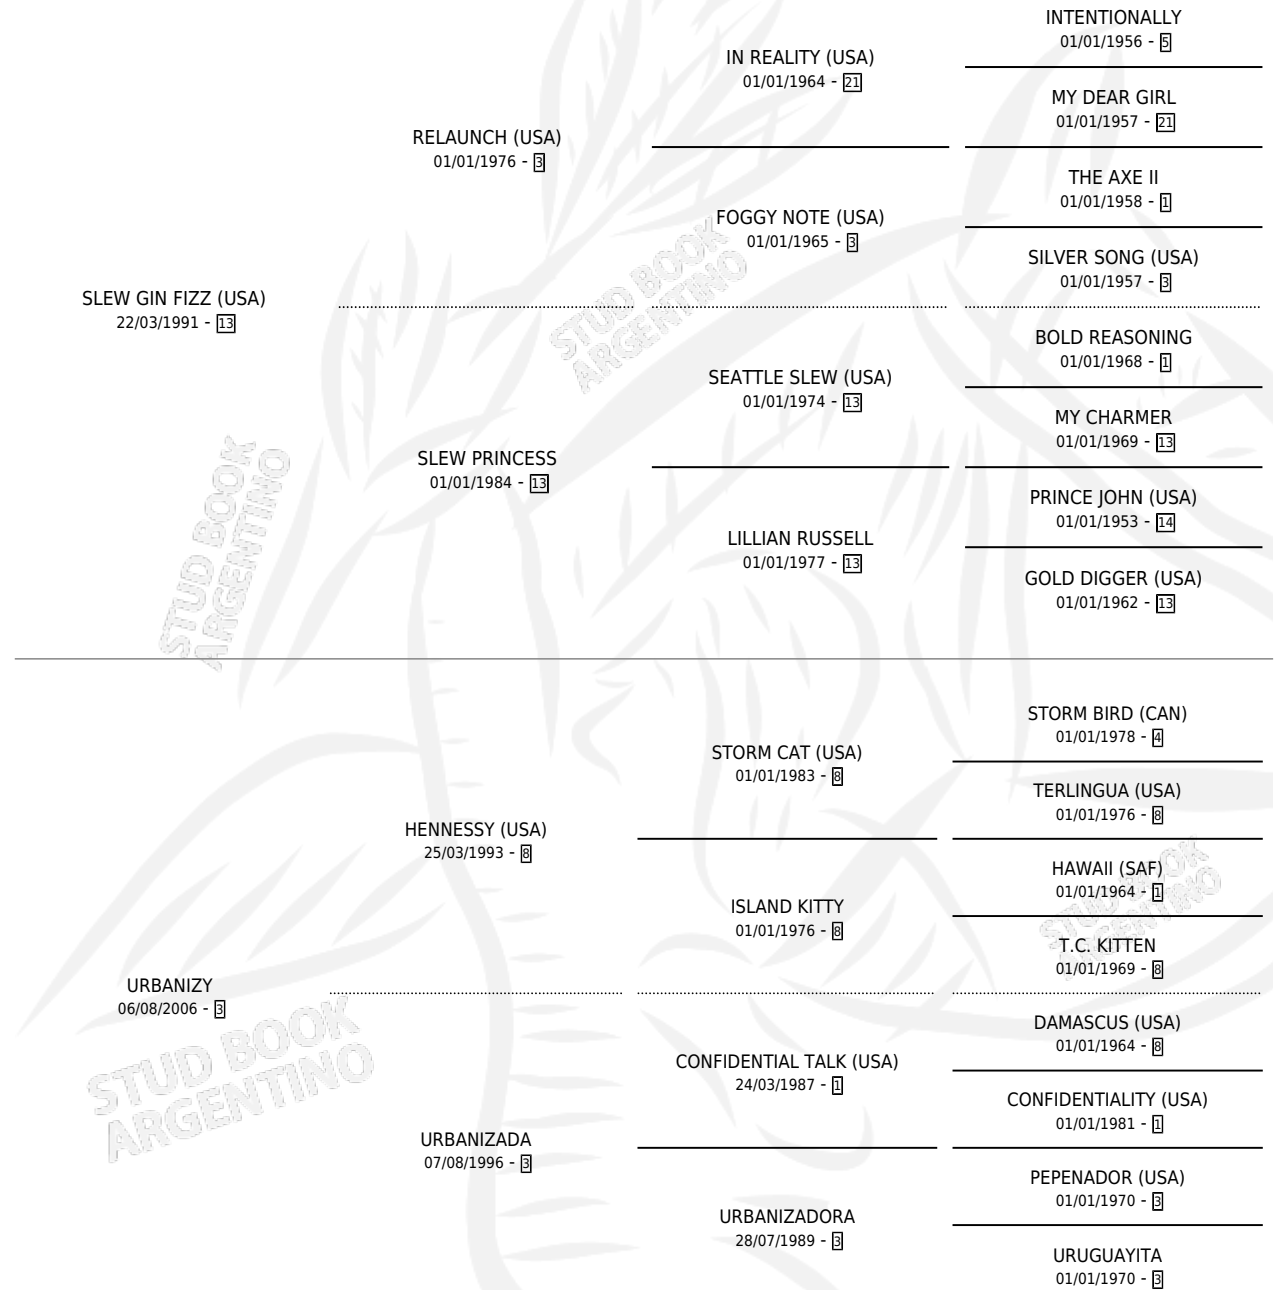 INTENTIONALLY
01/01/1956 - 5
IN REALITY (USA)
01/01/1964 - 21
MY DEAR GIRL
01/01/1957 - 21
RELAUNCH (USA)
01/01/1976 - 3
THE AXE II
01/01/1958 - 1
FOGGY NOTE (USA)
01/01/1965 - 3
SILVER SONG (USA)
01/01/1957 - 3
SLEW GIN FIZZ (USA)
22/03/1991 - 13
BOLD REASONING
01/01/1968 - 1
SEATTLE SLEW (USA)
01/01/1974 - 13
MY CHARMER
01/01/1969 - 13
SLEW PRINCESS
01/01/1984 - 13
PRINCE JOHN (USA)
01/01/1953 - 14
LILLIAN RUSSELL
01/01/1977 - 13
GOLD DIGGER (USA)
01/01/1962 - 13
STUD BOOK
ARGENTINO
STUD BOOK
ARGENTINO
STORM BIRD (CAN)
01/01/1978 - 4
STORM CAT (USA)
01/01/1983 - 8
TERLINGUA (USA)
01/01/1976 - 8
HENNESSY (USA)
25/03/1993 - 8
HAWAII (SAF)
01/01/1964 - 1
ISLAND KITTY
01/01/1976 - 8
T.C. KITTEN
01/01/1969 - 8
URBANIZY
06/08/2006 - 3
DAMASCUS (USA)
01/01/1964 - 8
CONFIDENTIAL TALK (USA)
24/03/1987 - 1
CONFIDENTIALITY (USA)
01/01/1981 - 1
URBANIZADA
07/08/1996 - 3
PEPENADOR (USA)
01/01/1970 - 3
URBANIZADORA
28/07/1989 - 3
URUGUAYITA
01/01/1970 - 3
STUD BOOK
ARGENTINO
STUD BOOK
ARGENTINO